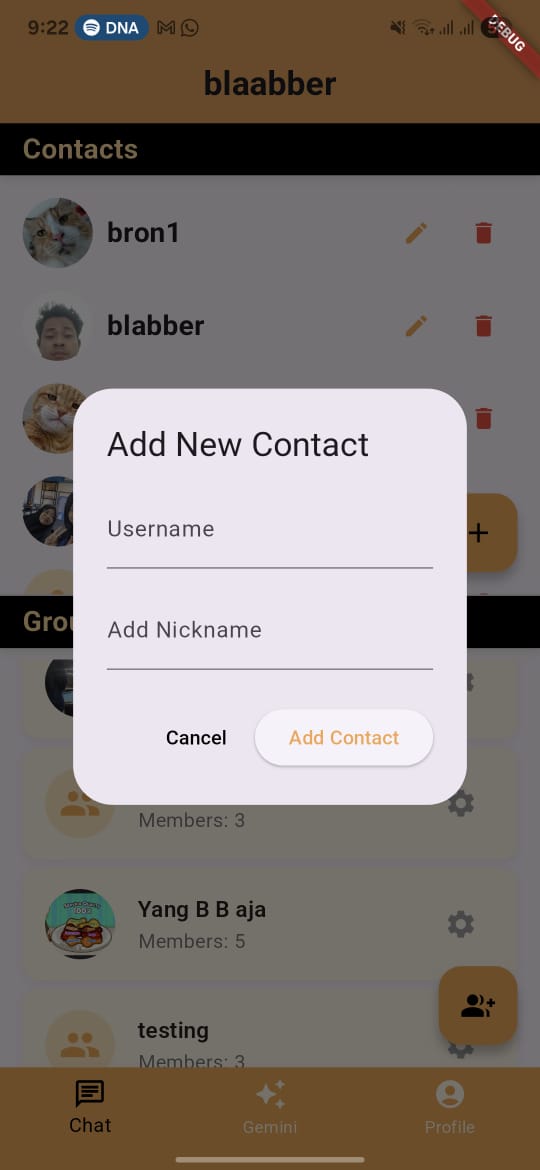 9:22 DNA
DEBUG
blaabber
Contacts
bron1
blabber
Add New Contact
Username
Add Nickname
Cancel Add Contact
Members: 3
Yang B B aja
Members: 5
testing
Members: 3
Chat Gemini Profile